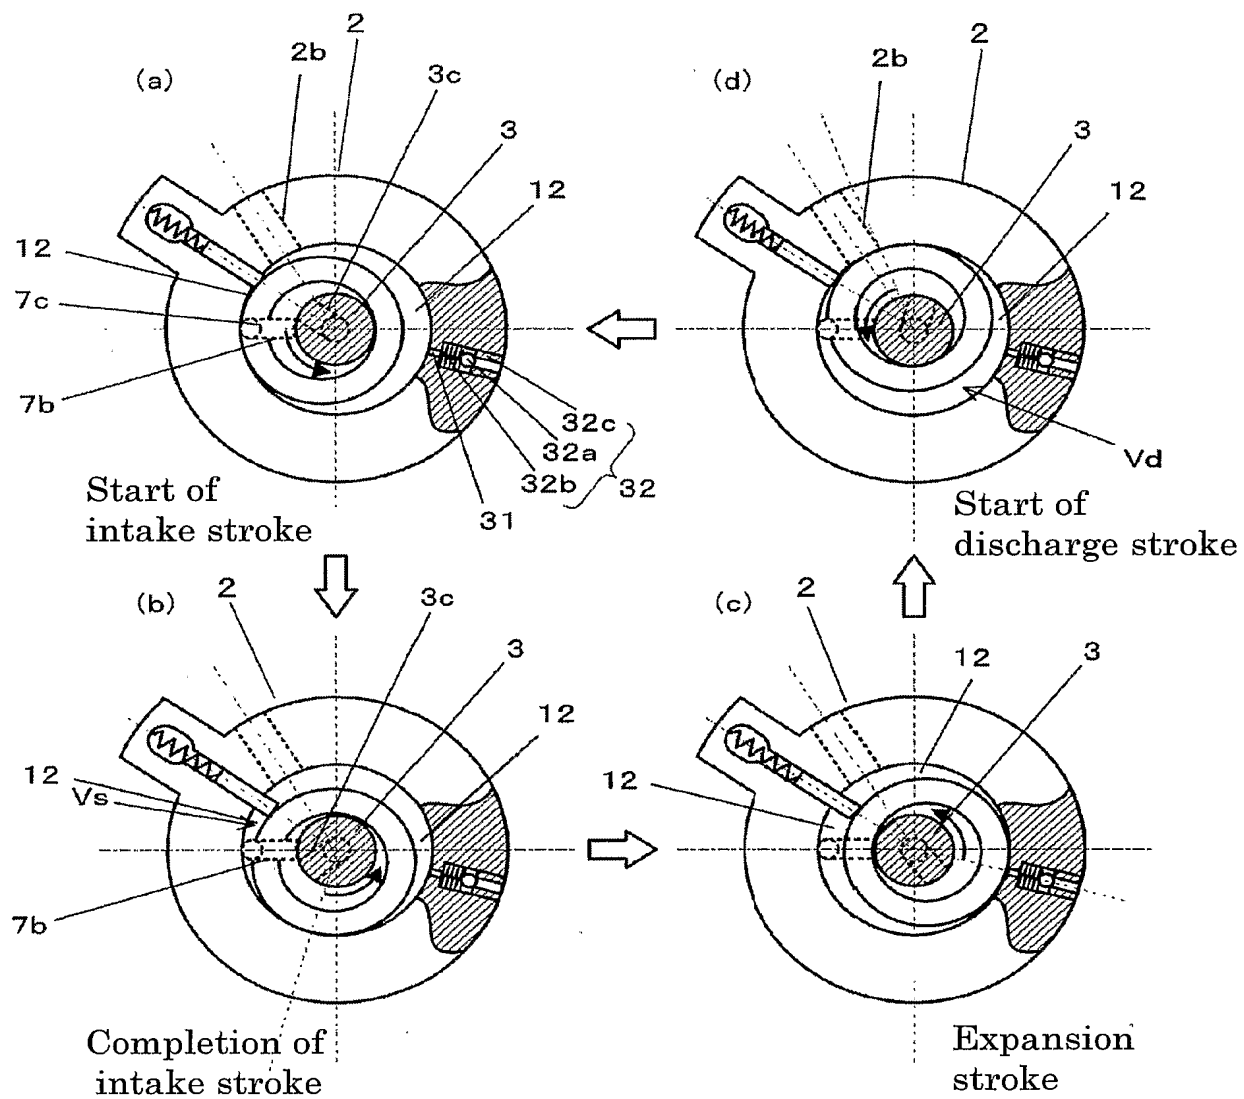 (a)
2b
2
3c
3
12
12
7c
7b
32c
32a
32b
32
31
Start of
intake stroke
(d)
2b
2
3
12
Vd
Start of
discharge stroke
(b)
2
3c
3
12
12
Vs
7b
Completion of
intake stroke
(c)
2
12
3
12
Expansion
stroke